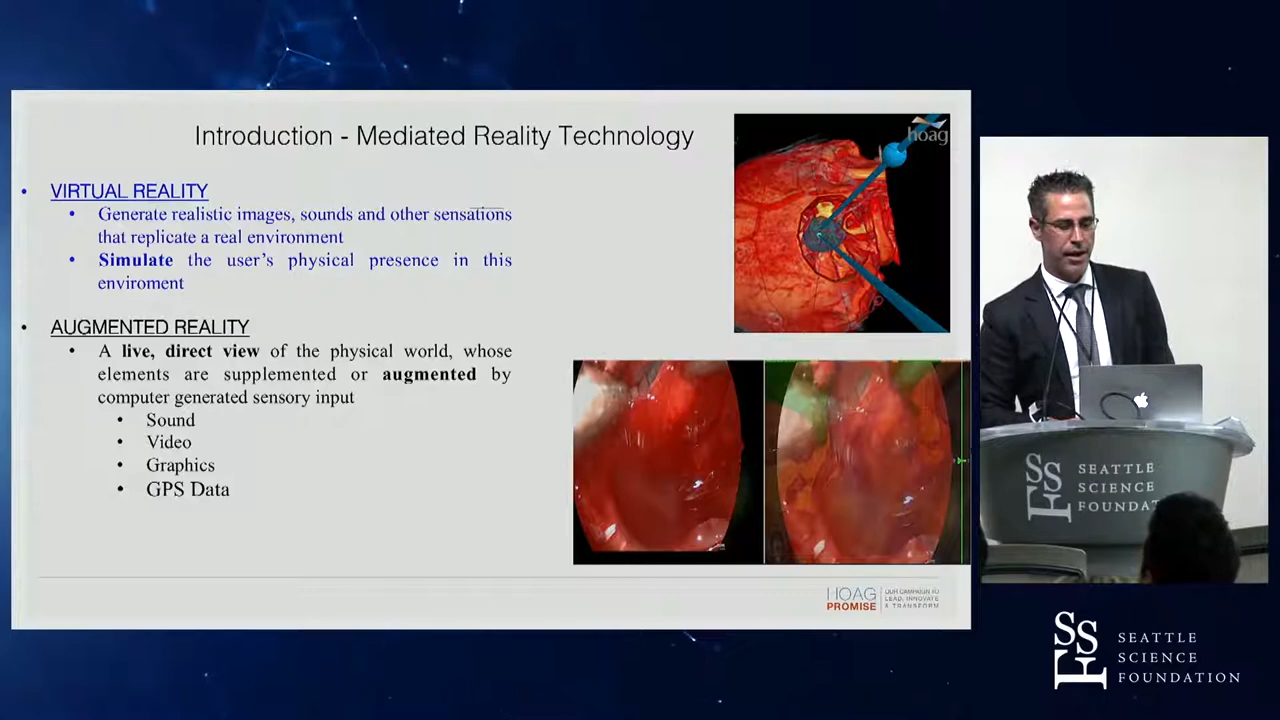 Introduction - Mediated Reality Technology
hoag
• VIRTUAL REALITY
• Generate realistic images, sounds and other sensations
that replicate a real environment
• Simulate the user's physical presence in this
enviroment
• AUGMENTED REALITY
• A live, direct view of the physical world, whose
elements are supplemented or augmented by
computer generated sensory input
• Sound
• Video
• Graphics
• GPS Data
HOAG
PROMISE
OUR CAMPAIGN TO
LEAD, INNOVATE
& TRANSFORM
SSF
SEATTLE
SCIENCE
FOUNDAT
SSF
SEATTLE
SCIENCE
FOUNDATION